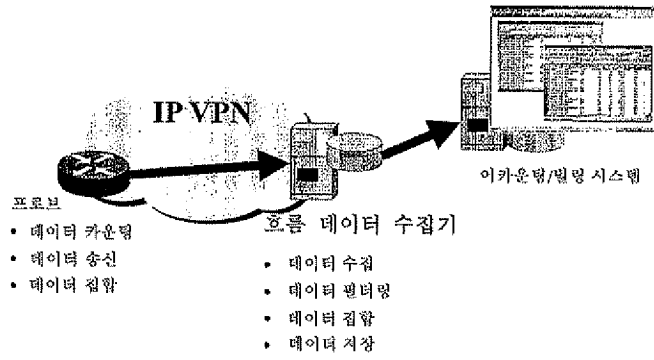 IP VPN
어카운팅/빌링 시스템
프로브
• 데이터 카운팅
• 데이터 송신
• 데이터 집합
흐름 데이터 수집기
• 데이터 수집
• 데이터 필터링
• 데이터 집합
• 데이터 저장